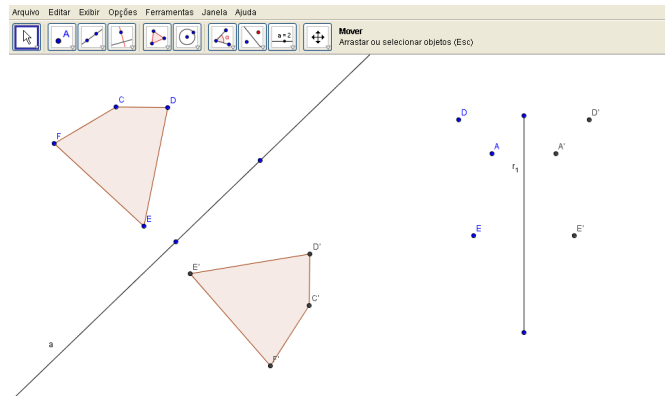 Arquivo Editar Exibir Opções Ferramentas Janela Ajuda
A
α
a = 2
Mover
Arrastar ou selecionar objetos (Esc)
C
D
F
E
D'
E'
C'
F'
a
D
D'
A
A'
r1
E
E'